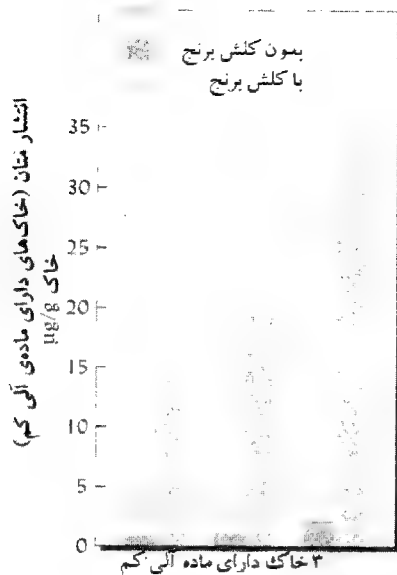 بدون کلش برنج
با کلش برنج
انتشار متان (خاک‌های دارای ماده‌ی آلی کم)
µg/g خاک
35
30
25
20
15
10
5
0
۳ خاک دارای ماده آلی کم